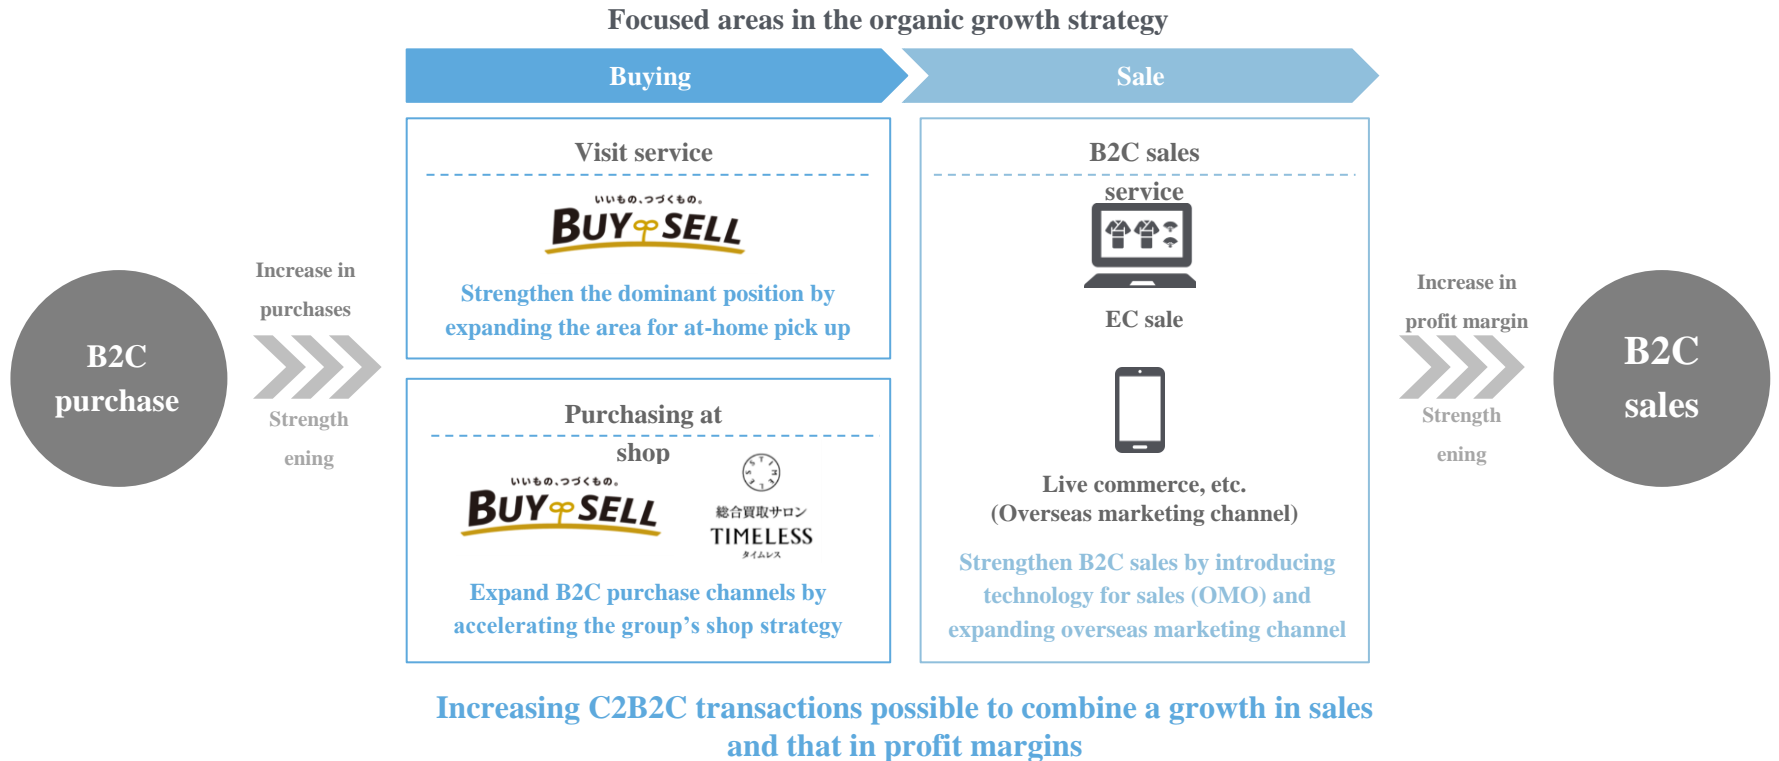 Focused areas in the organic growth strategy
Buying
Sale
B2C
purchase
Increase in
purchases
Strength
ening
Visit service
いいもの、つづくもの。
BUY SELL
Strengthen the dominant position by
expanding the area for at-home pick up
Purchasing at
shop
いいもの、つづくもの。
BUY SELL
TIMELESS
総合買取サロン
TIMELESS
タイムレス
Expand B2C purchase channels by
accelerating the group’s shop strategy
B2C sales
service
EC sale
Live commerce, etc.
(Overseas marketing channel)
Strengthen B2C sales by introducing
technology for sales (OMO) and
expanding overseas marketing channel
Increase in
profit margin
Strength
ening
B2C
sales
Increasing C2B2C transactions possible to combine a growth in sales
and that in profit margins